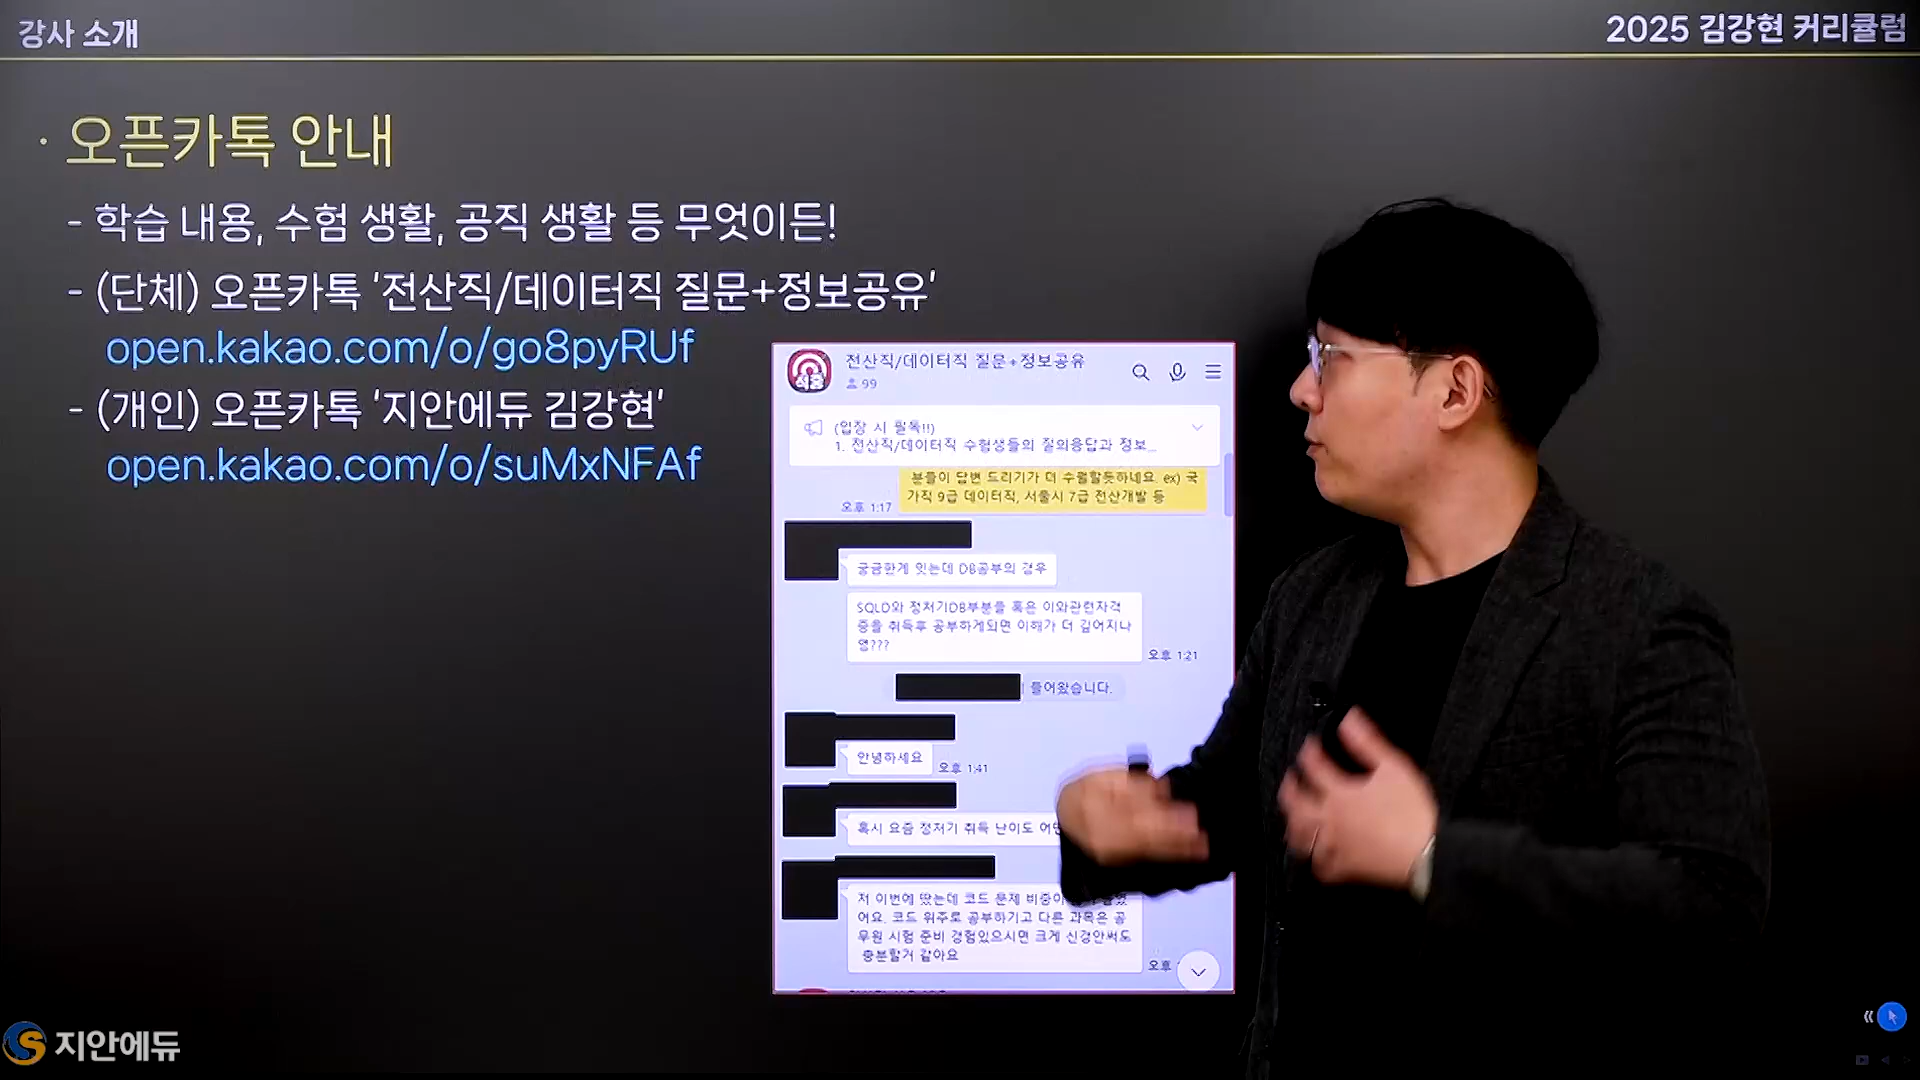 강사 소개
2025 김강현 커리큘럼
· 오픈카톡 안내
- 학습 내용, 수험 생활, 공직 생활 등 무엇이든!
- (단체) 오픈카톡 '전산직/데이터직 질문+정보공유'
open.kakao.com/o/go8pyRUf
- (개인) 오픈카톡 '지안에듀 김강현'
open.kakao.com/o/suMxNFAf
전산직/데이터직 질문+정보공유
99
(입장 시 필독!!)
1. 전산직/데이터직 수험생들의 질의응답과 정보...
분들이 답변 드리기가 더 수월할듯하네요. ex) 국
가직 9급 데이터직, 서울시 7급 전산개발 등
오후 1:17
궁금한게 잇는데 DB공부의 경우
SQLD와 정처기DB부분들 혹은 이와관련자격
증을 취득후 공부하게되면 이해가 더 깊어지나
영???
오후 1:21
들어왔습니다.
안녕하세요
오후 1:41
혹시 요즘 정처기 취득 난이도
저 이번에 땄는데 코드 문제
어요. 코드 위주로 공부하기고 다른 과목은 공
무원 시험 준비 경험있으시면 크게 신경안써도
충분할거 같아요
오후
지안에듀